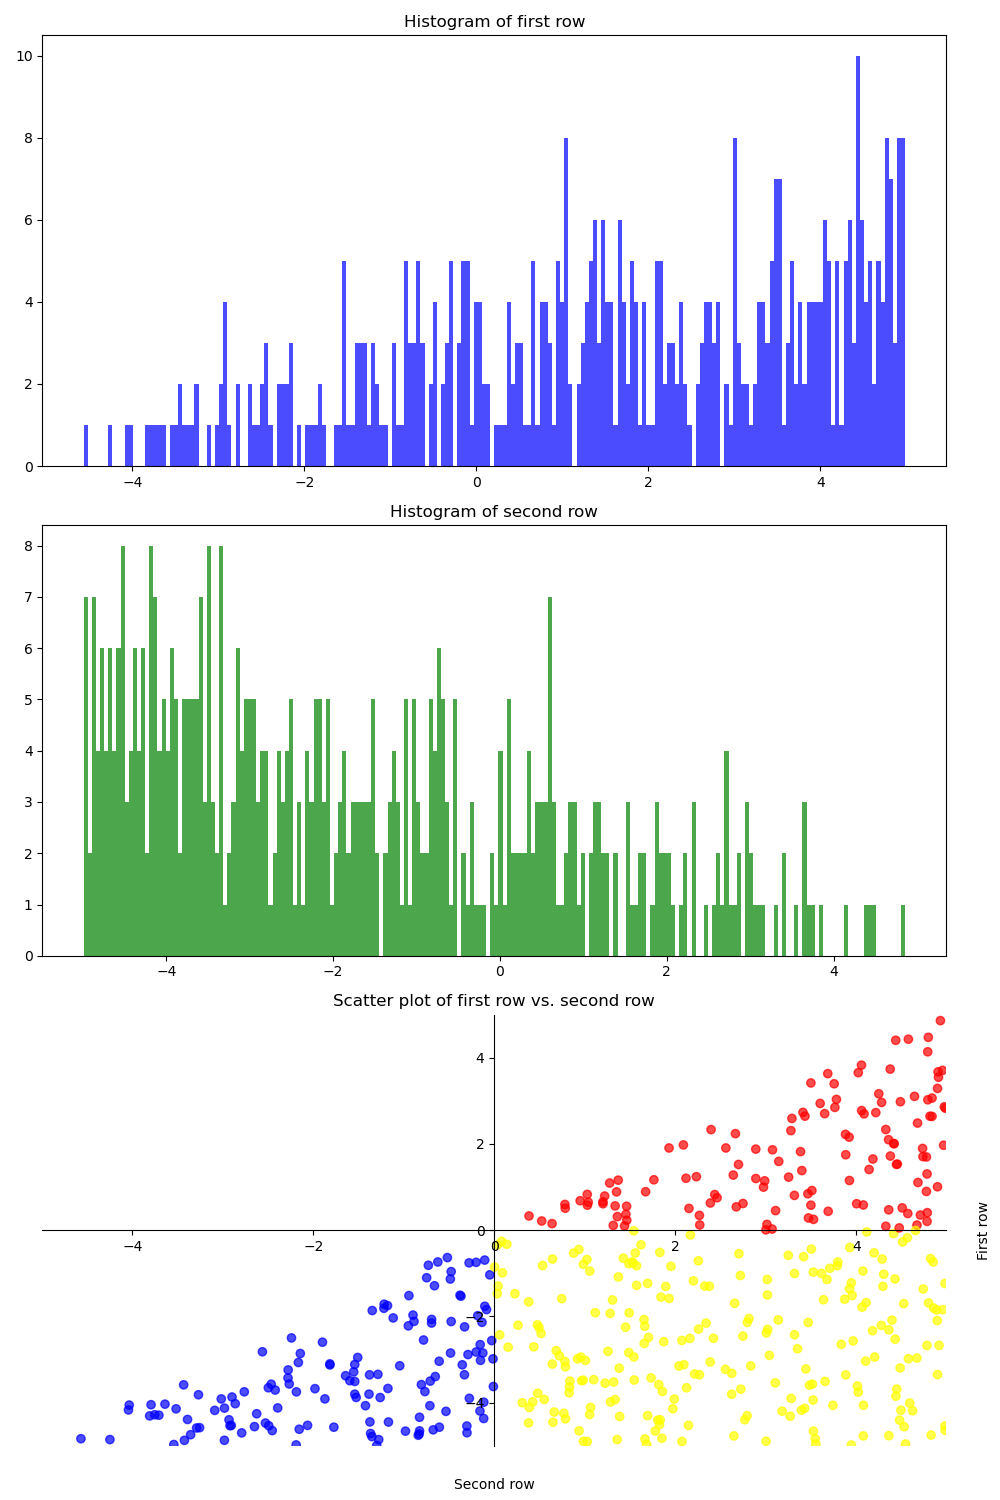 Histogram of first row
10
8
6
4
2
0
−4 −2 0 2 4
Histogram of second row
8
7
6
5
4
3
2
1
0
−4 −2 0 2 4
Scatter plot of first row vs. second row
4
2
0
−4 −2 0 2 4
First row
−2
−4
Second row